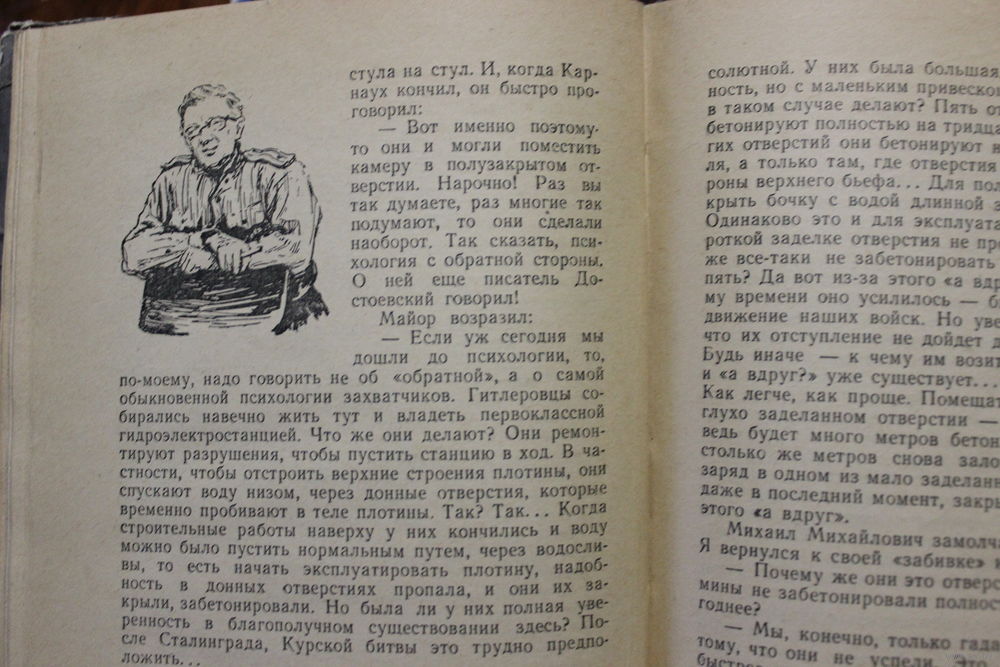 стула на стул. И, когда Кар-
наух кончил, он быстро про-
говорил:
— Вот именно поэтому-
то они и могли поместить
камеру в полузакрытом от-
верстии. Нарочно! Раз вы
так думаете, раз многие так
подумают, то они сделали
наоборот. Так сказать, пси-
хология с обратной стороны.
О ней еще писатель До-
стоевский говорил!
Майор возразил:
— Если уж сегодня мы
дошли до психологии, то,
по-моему, надо говорить не об «обратной», а о самой
обыкновенной психологии захватчиков. Гитлеровцы со-
бирались навечно жить тут и владеть первоклассной
гидроэлектростанцией. Что же они делают? Они ремон-
тируют разрушения, чтобы пустить станцию в ход. В ча-
стности, чтобы отстроить верхние строения плотины, они
спускают воду низом, через донные отверстия, которые
временно пробивают в теле плотины. Так? Так... Когда
строительные работы наверху у них кончились и воду
можно было пустить нормальным путем, через водосли-
вы, то есть начать эксплуатировать плотину, надоб-
ность в донных отверстиях пропала, и они их за-
крыли, забетонировали. Но была ли у них полная уве-
ренность в благополучном существовании здесь? По-
сле Сталинграда, Курской битвы это трудно предпо-
ложить...
солютной. У них была большая
ность, но с маленьким привеском
в таком случае делают? Пять от
бетонируют полностью на тридца
гих отверстий они бетонируют н
ля, а только там, где отверстия
роны верхнего бьефа... Для пол
крыть бочку с водой длинной з
Одинаково это и для эксплуата
роткой заделке отверстия не пр
же все-таки не забетонировать
пять? Да вот из-за этого «а вдр
му времени оно усилилось — б
движение наших войск. Но уве
что их отступление не дойдет д
Будь иначе — к чему им возит
и «а вдруг?» уже существует...
Как легче, как проще. Помещат
глухо заделанном отверстии —
ведь будет много метров бетон
столько же метров снова зало
заряд в одном из мало заделанн
даже в последний момент, закры
этого «а вдруг».
Михаил Михайлович замолча
Я вернулся к своей «забивке» и
— Почему же они это отверс
мины не забетонировали полнос
годнее?
— Мы, конечно, только гада
тому, что они не успели. Это
быстрее